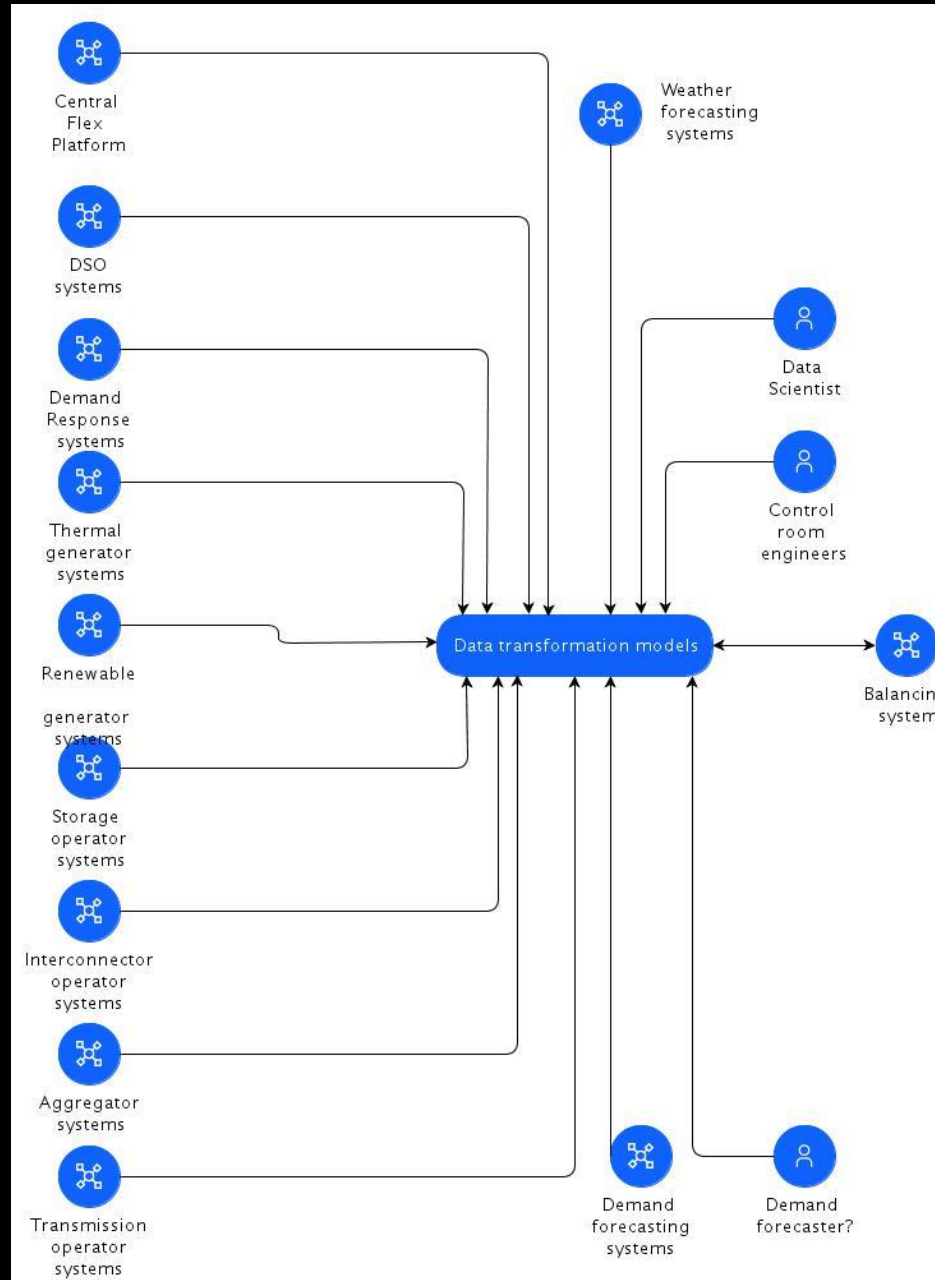 Central
Flex
Platform
Weather
forecasting
systems
DSO
systems
Data
Scientist
Demand
Response
systems
Control
room
engineers
Thermal
generator
systems
Data transformation models
Renewable
generator
systems
Balancin
system
Storage
operator
systems
Interconnector
operator
systems
Aggregator
systems
Transmission
operator
systems
Demand
forecasting
systems
Demand
forecaster?